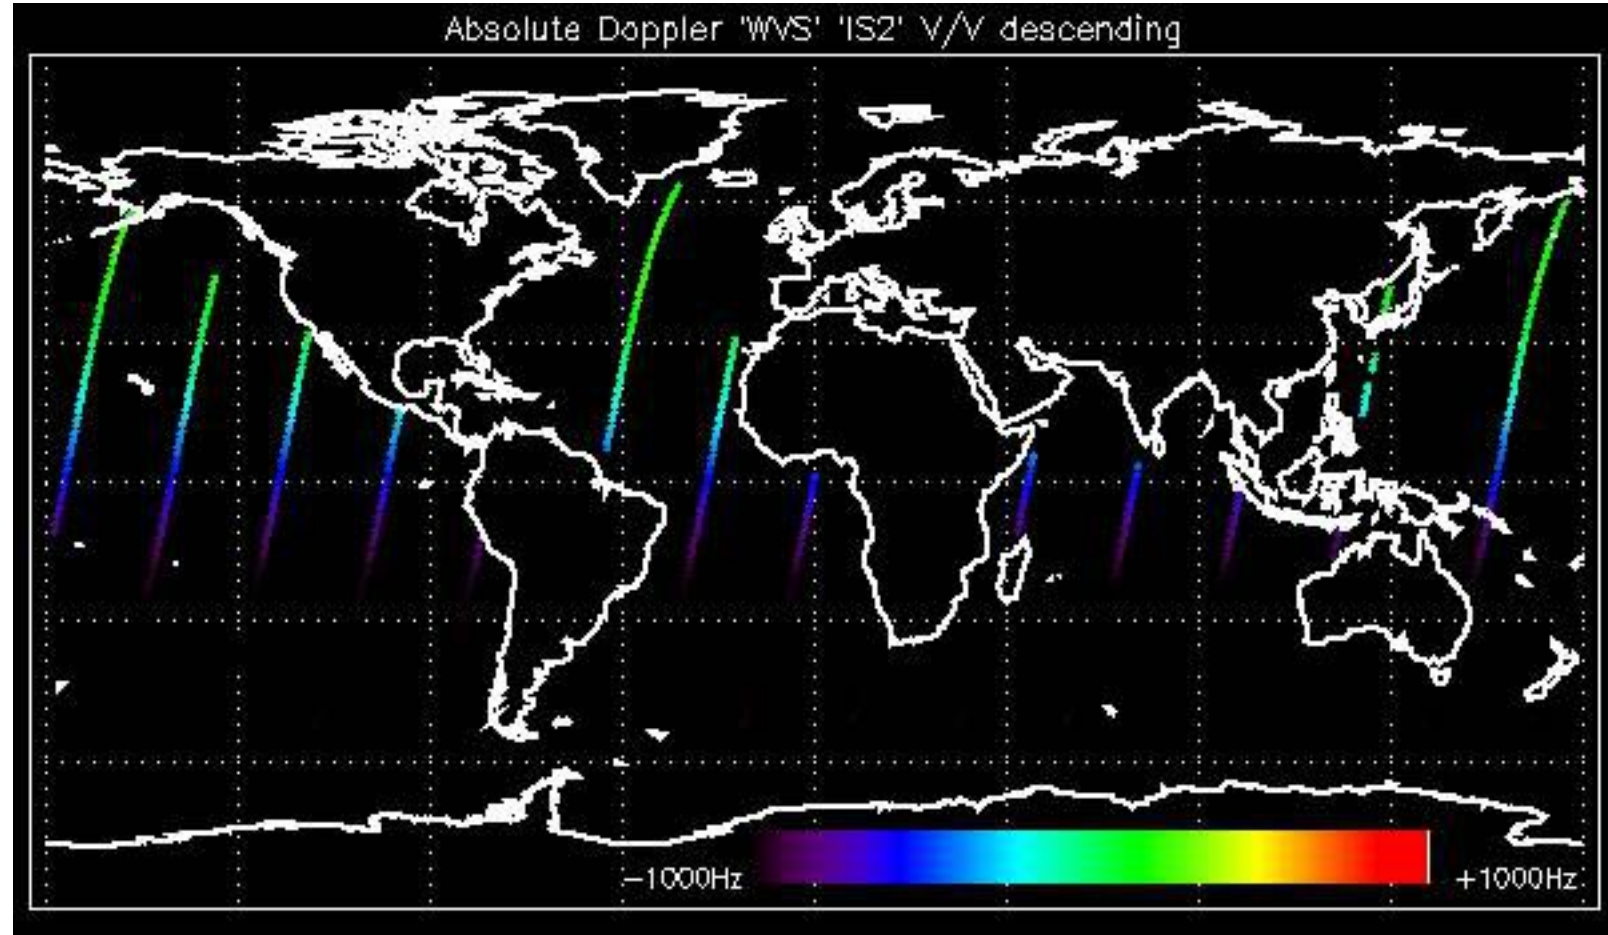 Absolute Doppler 'WVS' 'IS2' V/V descending
−1000Hz +1000Hz